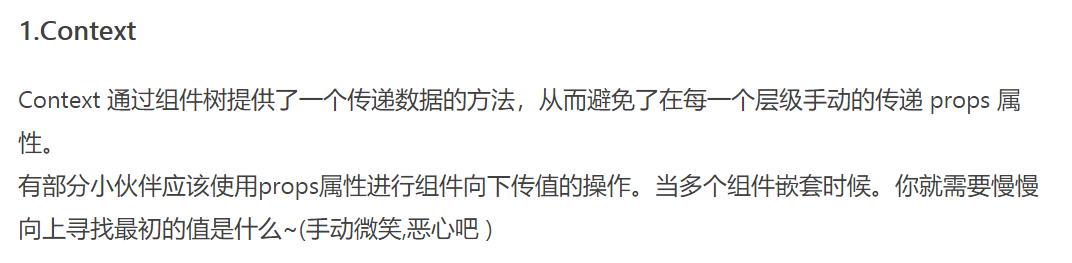 1.Context
Context 通过组件树提供了一个传递数据的方法，从而避免了在每一个层级手动的传递 props 属
性。
有部分小伙伴应该使用props属性进行组件向下传值的操作。当多个组件嵌套时候。你就需要慢慢
向上寻找最初的值是什么~(手动微笑,恶心吧 )